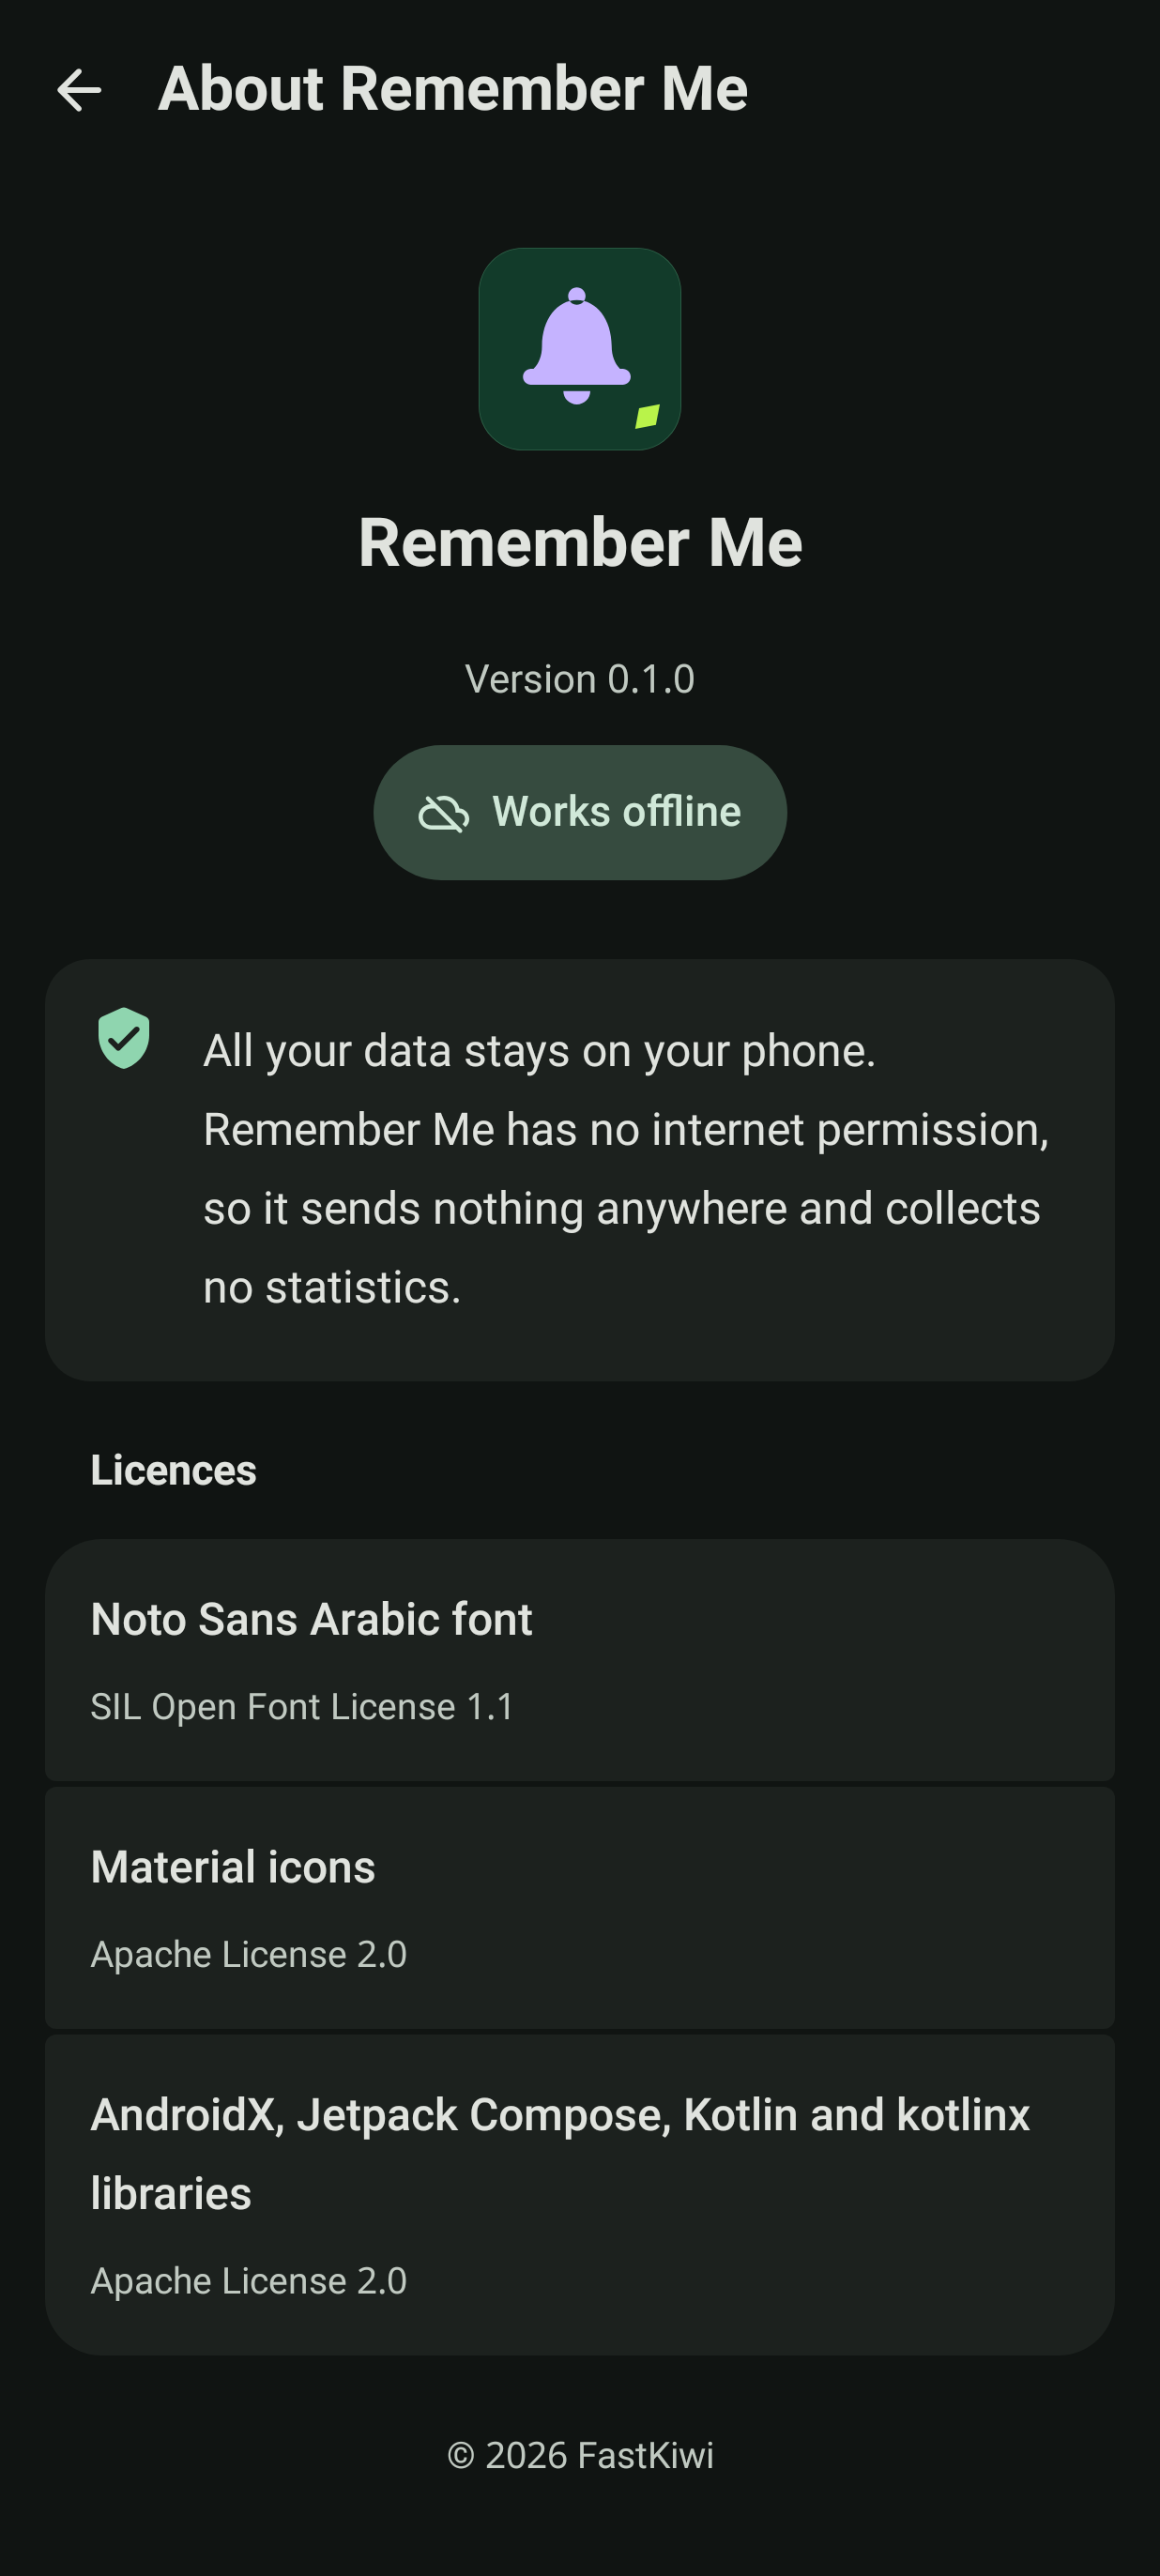 About Remember Me
Remember Me
Version 0.1.0
Works offline
All your data stays on your phone.
Remember Me has no internet permission,
so it sends nothing anywhere and collects
no statistics.
Licences
Noto Sans Arabic font
SIL Open Font License 1.1
Material icons
Apache License 2.0
AndroidX, Jetpack Compose, Kotlin and kotlinx
libraries
Apache License 2.0
© 2026 FastKiwi